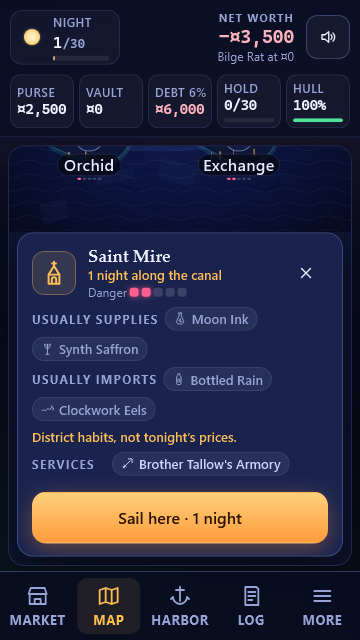 NIGHT
1/30
NET WORTH
-¤3,500
Bilge Rat at ¤0
PURSE
¤2,500
VAULT
¤0
DEBT 6%
¤6,000
HOLD
0/30
HULL
100%
Orchid
Exchange
Saint Mire
1 night along the canal
Danger
USUALLY SUPPLIES
Moon Ink
Synth Saffron
USUALLY IMPORTS
Bottled Rain
Clockwork Eels
District habits, not tonight's prices.
SERVICES
Brother Tallow's Armory
Sail here · 1 night
MARKET
MAP
HARBOR
LOG
MORE